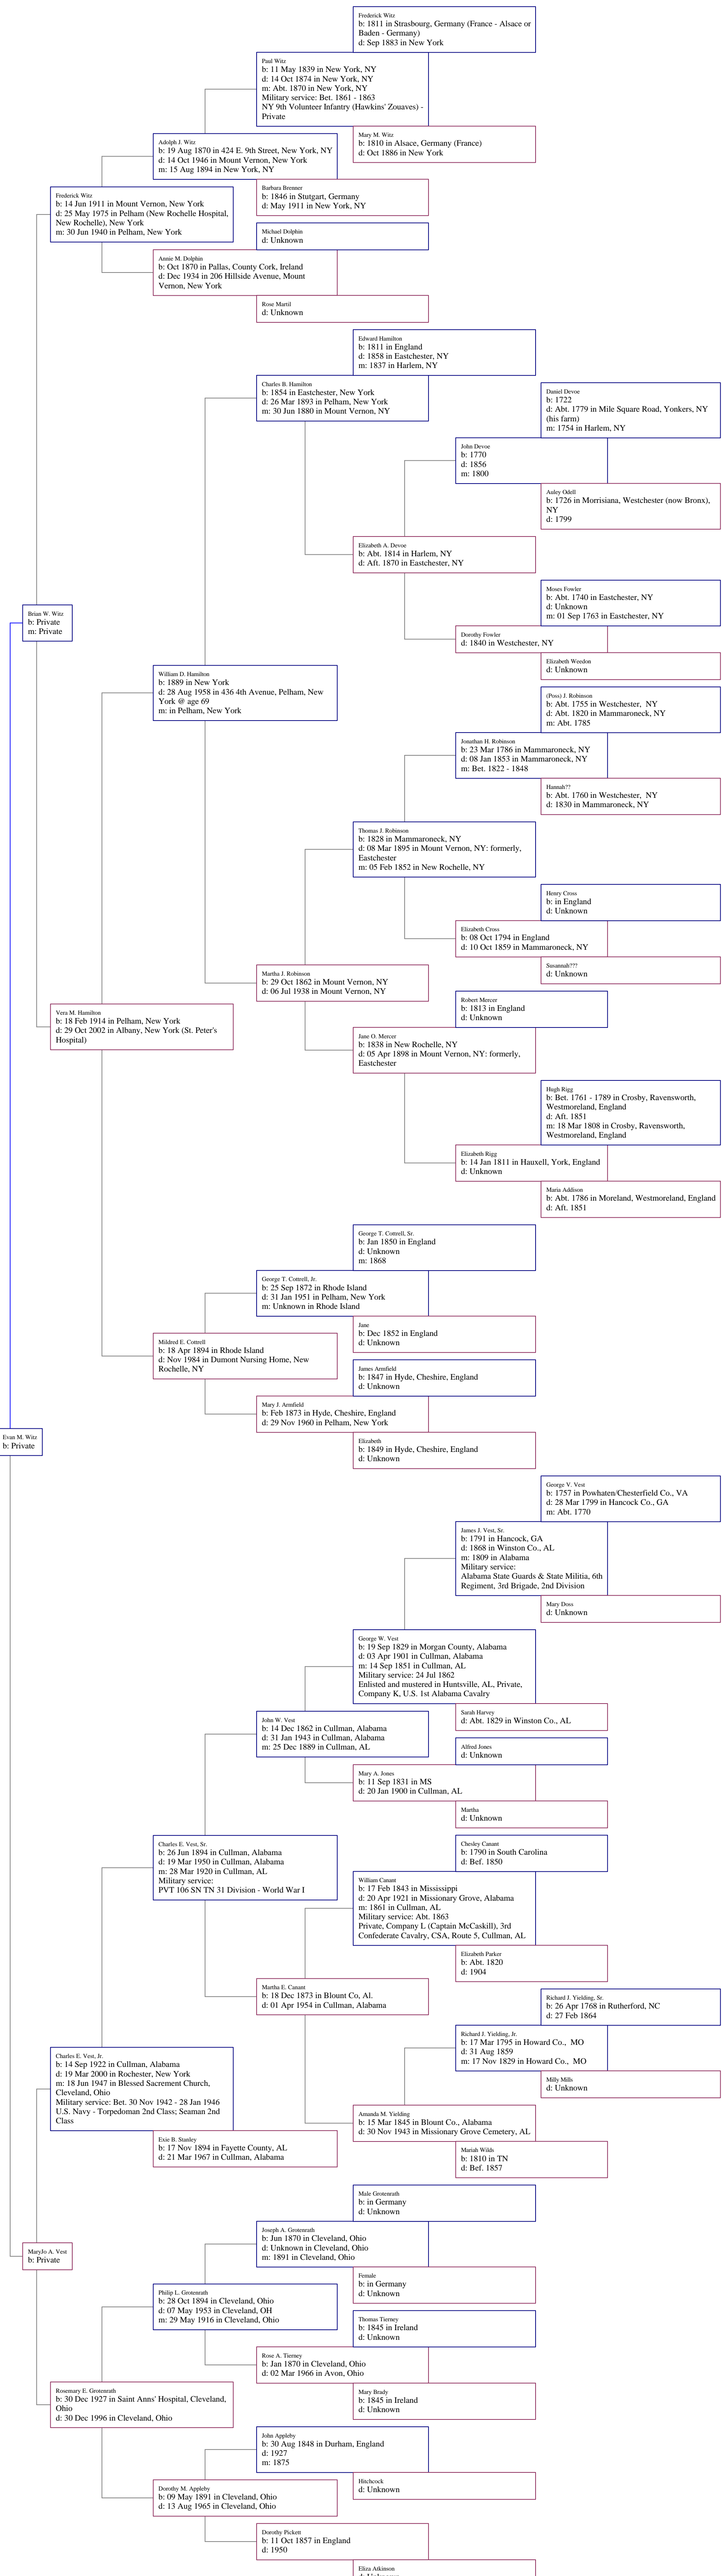 Frederick Witz
b: 1811 in Strasbourg, Germany (France - Alsace or
Baden - Germany)
d: Sep 1883 in New York
Paul Witz
b: 11 May 1839 in New York, NY
d: 14 Oct 1874 in New York, NY
m: Abt. 1870 in New York, NY
Military service: Bet. 1861 - 1863
NY 9th Volunteer Infantry (Hawkins' Zouaves) -
Private
Mary M. Witz
b: 1810 in Alsace, Germany (France)
d: Oct 1886 in New York
Adolph J. Witz
b: 19 Aug 1870 in 424 E. 9th Street, New York, NY
d: 14 Oct 1946 in Mount Vernon, New York
m: 15 Aug 1894 in New York, NY
Barbara Brenner
b: 1846 in Stutgart, Germany
d: May 1911 in New York, NY
Frederick Witz
b: 14 Jun 1911 in Mount Vernon, New York
d: 25 May 1975 in Pelham (New Rochelle Hospital,
New Rochelle), New York
m: 30 Jun 1940 in Pelham, New York
Michael Dolphin
d: Unknown
Annie M. Dolphin
b: Oct 1870 in Pallas, County Cork, Ireland
d: Dec 1934 in 206 Hillside Avenue, Mount
Vernon, New York
Rose Martil
d: Unknown
Edward Hamilton
b: 1811 in England
d: 1858 in Eastchester, NY
m: 1837 in Harlem, NY
Charles B. Hamilton
b: 1854 in Eastchester, New York
d: 26 Mar 1893 in Pelham, New York
m: 30 Jun 1880 in Mount Vernon, NY
Daniel Devoe
b: 1722
d: Abt. 1779 in Mile Square Road, Yonkers, NY
(his farm)
m: 1754 in Harlem, NY
John Devoe
b: 1770
d: 1856
m: 1800
Auley Odell
b: 1726 in Morrisiana, Westchester (now Bronx),
NY
d: 1799
Elizabeth A. Devoe
b: Abt. 1814 in Harlem, NY
d: Aft. 1870 in Eastchester, NY
Moses Fowler
b: Abt. 1740 in Eastchester, NY
d: Unknown
m: 01 Sep 1763 in Eastchester, NY
Dorothy Fowler
d: 1840 in Westchester, NY
Elizabeth Weedon
d: Unknown
Brian W. Witz
b: Private
m: Private
William D. Hamilton
b: 1889 in New York
d: 28 Aug 1958 in 436 4th Avenue, Pelham, New
York @ age 69
m: in Pelham, New York
(Poss) J. Robinson
b: Abt. 1755 in Westchester, NY
d: Abt. 1820 in Mammaroneck, NY
m: Abt. 1785
Jonathan H. Robinson
b: 23 Mar 1786 in Mammaroneck, NY
d: 08 Jan 1853 in Mammaroneck, NY
m: Bet. 1822 - 1848
Hannah??
b: Abt. 1760 in Westchester, NY
d: 1830 in Mammaroneck, NY
Thomas J. Robinson
b: 1828 in Mammaroneck, NY
d: 08 Mar 1895 in Mount Vernon, NY: formerly,
Eastchester
m: 05 Feb 1852 in New Rochelle, NY
Henry Cross
b: in England
d: Unknown
Elizabeth Cross
b: 08 Oct 1794 in England
d: 10 Oct 1859 in Mammaroneck, NY
Susannah???
d: Unknown
Martha J. Robinson
b: 29 Oct 1862 in Mount Vernon, NY
d: 06 Jul 1938 in Mount Vernon, NY
Robert Mercer
b: 1813 in England
d: Unknown
Vera M. Hamilton
b: 18 Feb 1914 in Pelham, New York
d: 29 Oct 2002 in Albany, New York (St. Peter's
Hospital)
Jane O. Mercer
b: 1838 in New Rochelle, NY
d: 05 Apr 1898 in Mount Vernon, NY: formerly,
Eastchester
Hugh Rigg
b: Bet. 1761 - 1789 in Crosby, Ravensworth,
Westmoreland, England
d: Aft. 1851
m: 18 Mar 1808 in Crosby, Ravensworth,
Westmoreland, England
Elizabeth Rigg
b: 14 Jan 1811 in Hauxell, York, England
d: Unknown
Maria Addison
b: Abt. 1786 in Moreland, Westmoreland, England
d: Aft. 1851
George T. Cottrell, Sr.
b: Jan 1850 in England
d: Unknown
m: 1868
George T. Cottrell, Jr.
b: 25 Sep 1872 in Rhode Island
d: 31 Jan 1951 in Pelham, New York
m: Unknown in Rhode Island
Jane
b: Dec 1852 in England
d: Unknown
Mildred E. Cottrell
b: 18 Apr 1894 in Rhode Island
d: Nov 1984 in Dumont Nursing Home, New
Rochelle, NY
James Armfield
b: 1847 in Hyde, Cheshire, England
d: Unknown
Mary J. Armfield
b: Feb 1873 in Hyde, Cheshire, England
d: 29 Nov 1960 in Pelham, New York
Elizabeth
b: 1849 in Hyde, Cheshire, England
d: Unknown
Evan M. Witz
b: Private
George V. Vest
b: 1757 in Powhaten/Chesterfield Co., VA
d: 28 Mar 1799 in Hancock Co., GA
m: Abt. 1770
James J. Vest, Sr.
b: 1791 in Hancock, GA
d: 1868 in Winston Co., AL
m: 1809 in Alabama
Military service:
Alabama State Guards & State Militia, 6th
Regiment, 3rd Brigade, 2nd Division
Mary Doss
d: Unknown
George W. Vest
b: 19 Sep 1829 in Morgan County, Alabama
d: 03 Apr 1901 in Cullman, Alabama
m: 14 Sep 1851 in Cullman, AL
Military service: 24 Jul 1862
Enlisted and mustered in Huntsville, AL, Private,
Company K, U.S. 1st Alabama Cavalry
Sarah Harvey
d: Abt. 1829 in Winston Co., AL
John W. Vest
b: 14 Dec 1862 in Cullman, Alabama
d: 31 Jan 1943 in Cullman, Alabama
m: 25 Dec 1889 in Cullman, AL
Alfred Jones
d: Unknown
Mary A. Jones
b: 11 Sep 1831 in MS
d: 20 Jan 1900 in Cullman, AL
Martha
d: Unknown
Charles E. Vest, Sr.
b: 26 Jun 1894 in Cullman, Alabama
d: 19 Mar 1950 in Cullman, Alabama
m: 28 Mar 1920 in Cullman, AL
Military service:
PVT 106 SN TN 31 Division - World War I
Chesley Canant
b: 1790 in South Carolina
d: Bef. 1850
William Canant
b: 17 Feb 1843 in Mississippi
d: 20 Apr 1921 in Missionary Grove, Alabama
m: 1861 in Cullman, AL
Military service: Abt. 1863
Private, Company L (Captain McCaskill), 3rd
Confederate Cavalry, CSA, Route 5, Cullman, AL
Elizabeth Parker
b: Abt. 1820
d: 1904
Martha E. Canant
b: 18 Dec 1873 in Blount Co, Al.
d: 01 Apr 1954 in Cullman, Alabama
Richard J. Yielding, Sr.
b: 26 Apr 1768 in Rutherford, NC
d: 27 Feb 1864
Richard J. Yielding, Jr.
b: 17 Mar 1795 in Howard Co., MO
d: 31 Aug 1859
m: 17 Nov 1829 in Howard Co., MO
Milly Mills
d: Unknown
Charles E. Vest, Jr.
b: 14 Sep 1922 in Cullman, Alabama
d: 19 Mar 2000 in Rochester, New York
m: 18 Jun 1947 in Blessed Sacrement Church,
Cleveland, Ohio
Military service: Bet. 30 Nov 1942 - 28 Jan 1946
U.S. Navy - Torpedoman 2nd Class; Seaman 2nd
Class
Amanda M. Yielding
b: 15 Mar 1845 in Blount Co., Alabama
d: 30 Nov 1943 in Missionary Grove Cemetery, AL
Exie B. Stanley
b: 17 Nov 1894 in Fayette County, AL
d: 21 Mar 1967 in Cullman, Alabama
Mariah Wilds
b: 1810 in TN
d: Bef. 1857
Male Grotenrath
b: in Germany
d: Unknown
Joseph A. Grotenrath
b: Jun 1870 in Cleveland, Ohio
d: Unknown in Cleveland, Ohio
m: 1891 in Cleveland, Ohio
MaryJo A. Vest
b: Private
Female
b: in Germany
d: Unknown
Philip L. Grotenrath
b: 28 Oct 1894 in Cleveland, Ohio
d: 07 May 1953 in Cleveland, OH
m: 29 May 1916 in Cleveland, Ohio
Thomas Tierney
b: 1845 in Ireland
d: Unknown
Rose A. Tierney
b: Jan 1870 in Cleveland, Ohio
d: 02 Mar 1966 in Avon, Ohio
Mary Brady
b: 1845 in Ireland
d: Unknown
Rosemary E. Grotenrath
b: 30 Dec 1927 in Saint Anns' Hospital, Cleveland,
Ohio
d: 30 Dec 1996 in Cleveland, Ohio
John Appleby
b: 30 Aug 1848 in Durham, England
d: 1927
m: 1875
Hitchcock
d: Unknown
Dorothy M. Appleby
b: 09 May 1891 in Cleveland, Ohio
d: 13 Aug 1965 in Cleveland, Ohio
Dorothy Pickett
b: 11 Oct 1857 in England
d: 1950
Eliza Atkinson